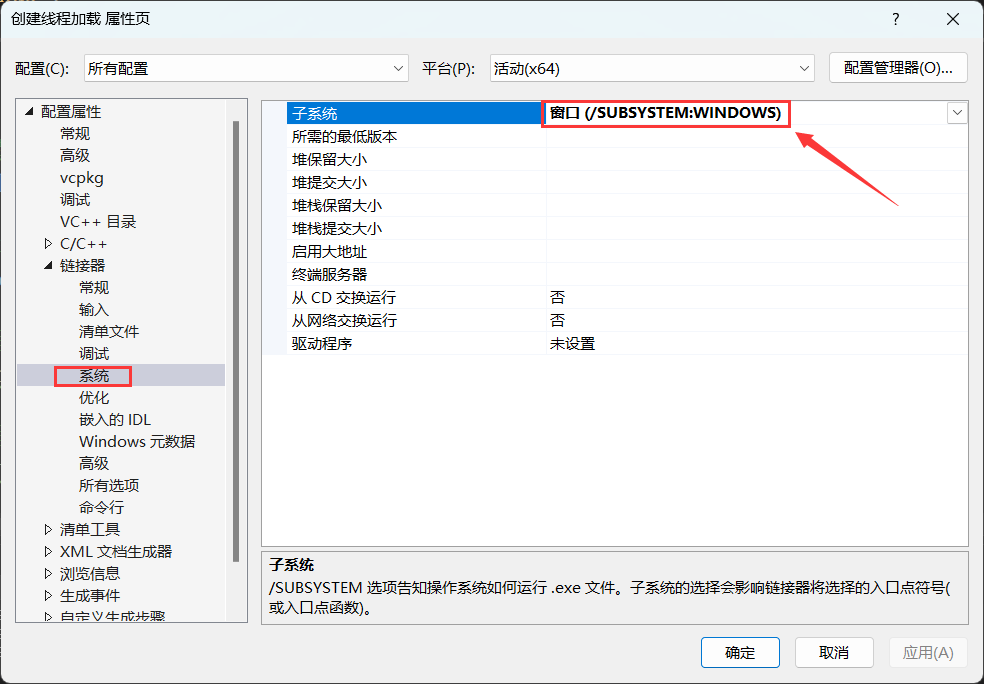 创建线程加载 属性页
?
配置(C):
所有配置
平台(P):
活动(x64)
配置管理器(O)...
配置属性
常规
高级
vcpkg
调试
VC++ 目录
C/C++
链接器
常规
输入
清单文件
调试
系统
优化
嵌入的 IDL
Windows 元数据
高级
所有选项
命令行
清单工具
XML 文档生成器
浏览信息
生成事件
自定义生成步骤
子系统
窗口 (/SUBSYSTEM:WINDOWS)
所需的最低版本
堆保留大小
堆提交大小
堆栈保留大小
堆栈提交大小
启用大地址
终端服务器
从 CD 交换运行
否
从网络交换运行
否
驱动程序
未设置
子系统
/SUBSYSTEM 选项告知操作系统如何运行 .exe 文件。子系统的选择会影响链接器将选择的入口点符号(
或入口点函数)。
确定
取消
应用(A)